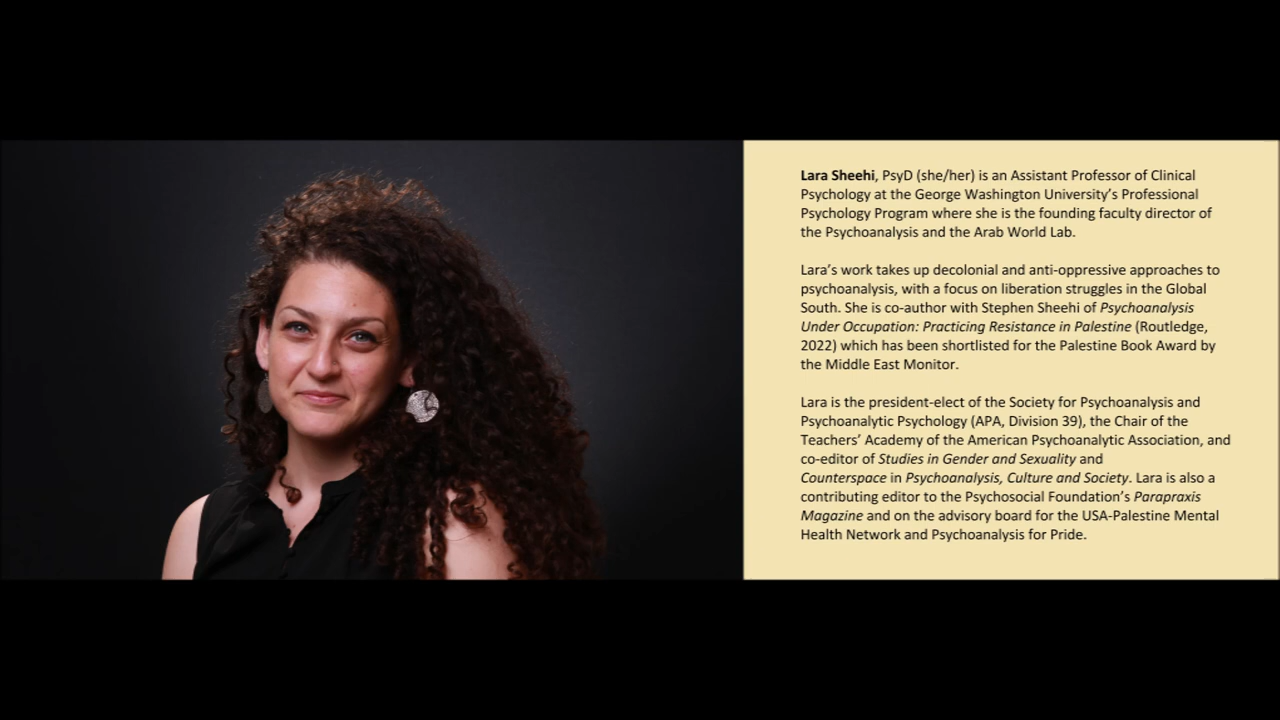 Lara Sheehi, PsyD (she/her) is an Assistant Professor of Clinical
Psychology at the George Washington University's Professional
Psychology Program where she is the founding faculty director of
the Psychoanalysis and the Arab World Lab.
Lara's work takes up decolonial and anti-oppressive approaches to
psychoanalysis, with a focus on liberation struggles in the Global
South. She is co-author with Stephen Sheehi of Psychoanalysis
Under Occupation: Practicing Resistance in Palestine (Routledge,
2022) which has been shortlisted for the Palestine Book Award by
the Middle East Monitor.
Lara is the president-elect of the Society for Psychoanalysis and
Psychoanalytic Psychology (APA, Division 39), the Chair of the
Teachers' Academy of the American Psychoanalytic Association, and
co-editor of Studies in Gender and Sexuality and
Counterspace in Psychoanalysis, Culture and Society. Lara is also a
contributing editor to the Psychosocial Foundation's Parapraxis
Magazine and on the advisory board for the USA-Palestine Mental
Health Network and Psychoanalysis for Pride.